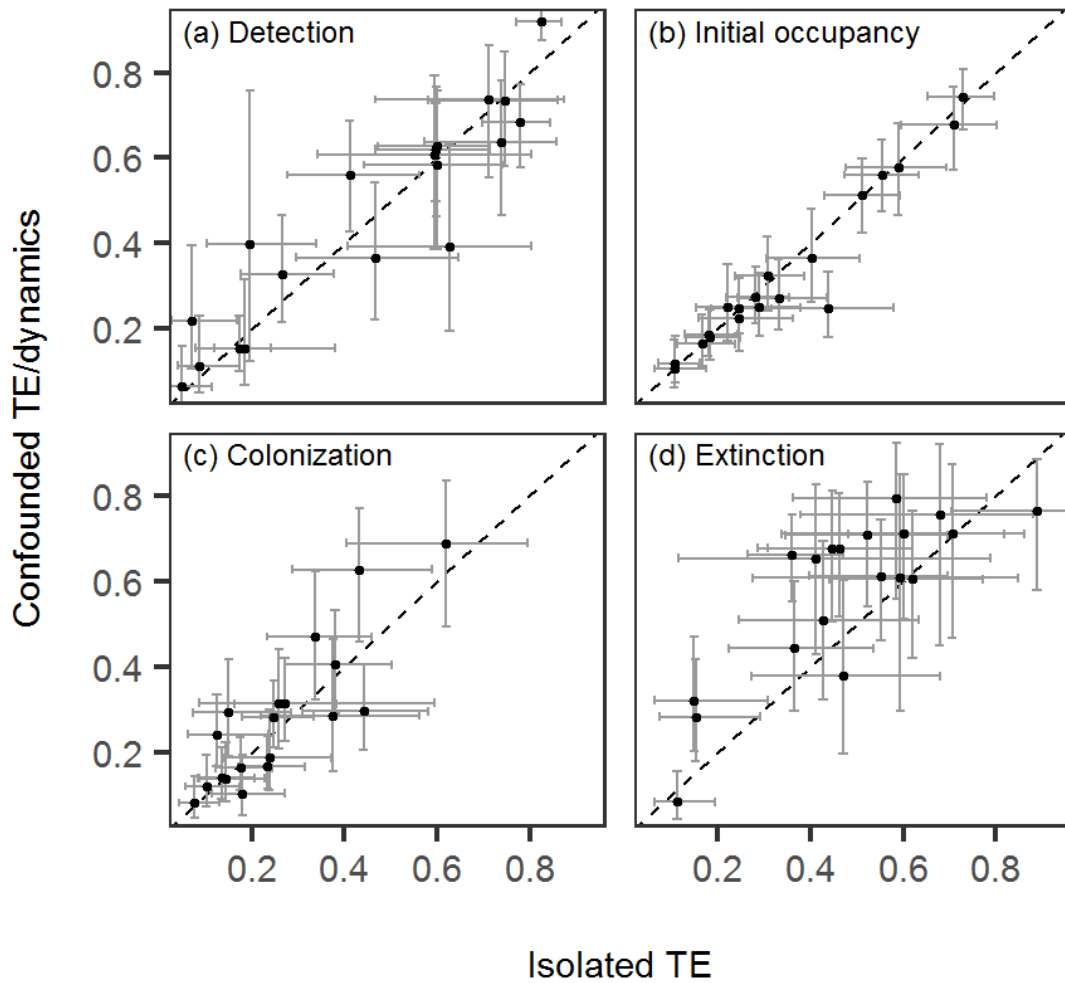 Confounded TE/dynamics
(a) Detection
(b) Initial occupancy
0.8
0.6
0.4
0.2
(c) Colonization
(d) Extinction
0.8
0.6
0.4
0.2
0.2 0.4 0.6 0.8
0.2 0.4 0.6 0.8
Isolated TE